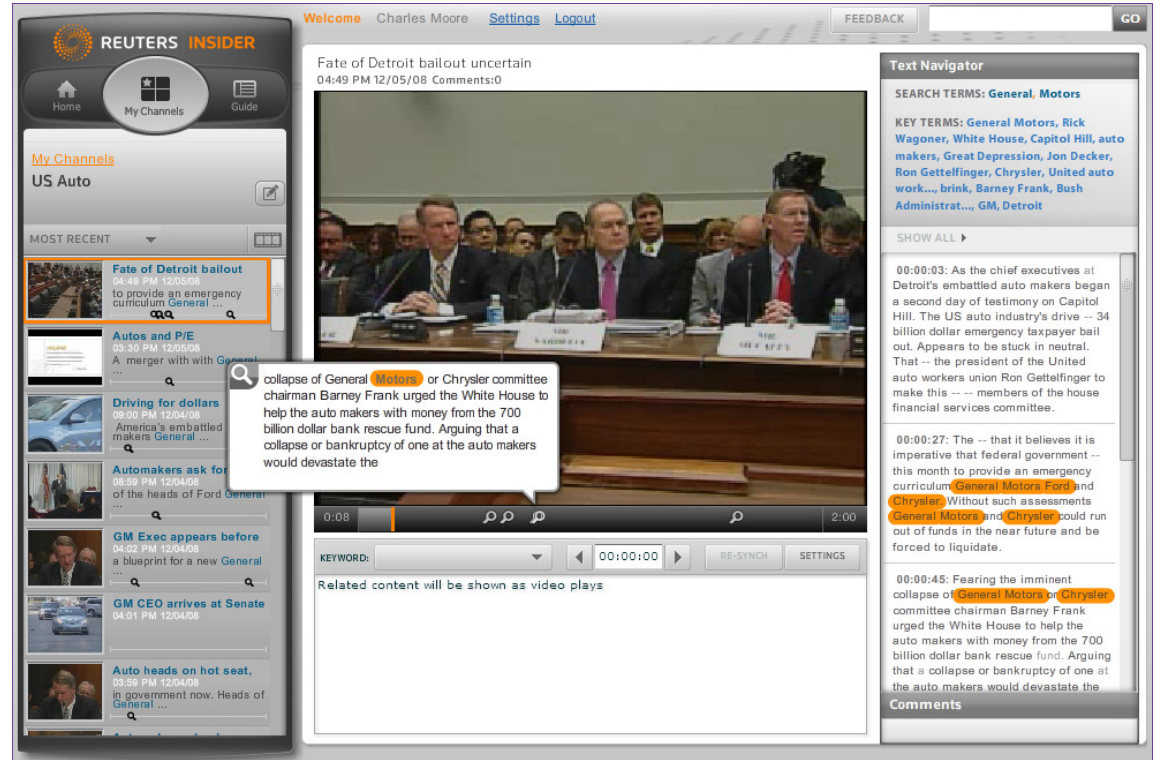 Welcome Charles Moore Settings Logout
FEEDBACK
GO
REUTERS INSIDER
Home
My Channels
Guide
My Channels
US Auto
MOST RECENT
Fate of Detroit bailout
04:49 PM 12/05/08
to provide an emergency
curriculum General ...
Autos and P/E
03:30 PM 12/05/08
A merger with with General
...
Driving for dollars
09:00 PM 12/04/08
America's embattled
makers General ...
Automakers ask for
08:59 PM 12/04/08
of the heads of Ford General
...
GM Exec appears before
04:02 PM 12/04/08
a blueprint for a new General
...
GM CEO arrives at Senate
04:01 PM 12/04/08
Auto heads on hot seat,
03:59 PM 12/04/08
in government now. Heads of
General ...
Fate of Detroit bailout uncertain
04:49 PM 12/05/08 Comments:0
collapse of General Motors or Chrysler committee
chairman Barney Frank urged the White House to
help the auto makers with money from the 700
billion dollar bank rescue fund. Arguing that a
collapse or bankruptcy of one at the auto makers
would devastate the
0:08
2:00
KEYWORD:
00:00:00
RE-SYNCH
SETTINGS
Related content will be shown as video plays
Text Navigator
SEARCH TERMS: General, Motors
KEY TERMS: General Motors, Rick
Wagoner, White House, Capitol Hill, auto
makers, Great Depression, Jon Decker,
Ron Gettelfinger, Chrysler, United auto
work..., brink, Barney Frank, Bush
Administrat..., GM, Detroit
SHOW ALL
00:00:03: As the chief executives at
Detroit's embattled auto makers began
a second day of testimony on Capitol
Hill. The US auto industry's drive -- 34
billion dollar emergency taxpayer bail
out. Appears to be stuck in neutral.
That -- the president of the United
auto workers union Ron Gettelfinger to
make this -- -- members of the house
financial services committee.
00:00:27: The -- that it believes it is
imperative that federal government --
this month to provide an emergency
curriculum General Motors Ford and
Chrysler. Without such assessments
General Motors and Chrysler could run
out of funds in the near future and be
forced to liquidate.
00:00:45: Fearing the imminent
collapse of General Motors or Chrysler
committee chairman Barney Frank
urged the White House to help the
auto makers with money from the 700
billion dollar bank rescue fund. Arguing
that a collapse or bankruptcy of one at
the auto makers would devastate the
Comments